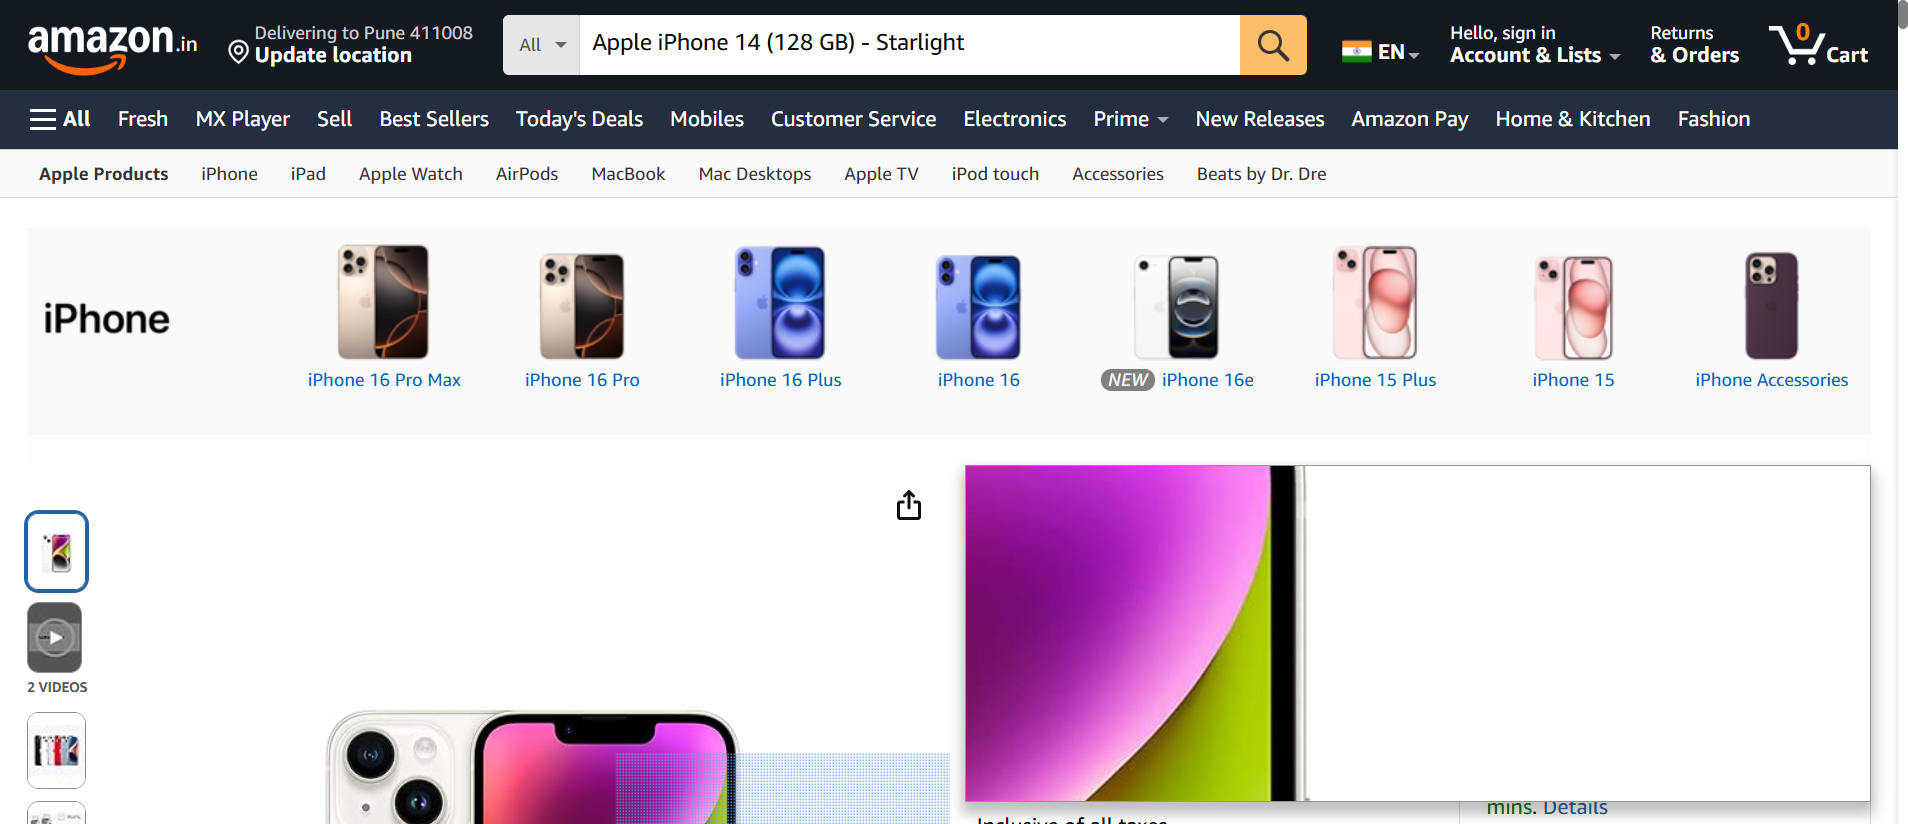 amazon.in
Delivering to Pune 411008
Update location
All
Apple iPhone 14 (128 GB) - Starlight
EN
Hello, sign in
Account & Lists
Returns
& Orders
0
Cart
All Fresh MX Player Sell Best Sellers Today's Deals Mobiles Customer Service Electronics Prime New Releases Amazon Pay Home & Kitchen Fashion
Apple Products iPhone iPad Apple Watch AirPods MacBook Mac Desktops Apple TV iPod touch Accessories Beats by Dr. Dre
iPhone
iPhone 16 Pro Max iPhone 16 Pro iPhone 16 Plus iPhone 16 NEW iPhone 16e iPhone 15 Plus iPhone 15 iPhone Accessories
2 VIDEOS
mins. Details
Inclusive of all taxes